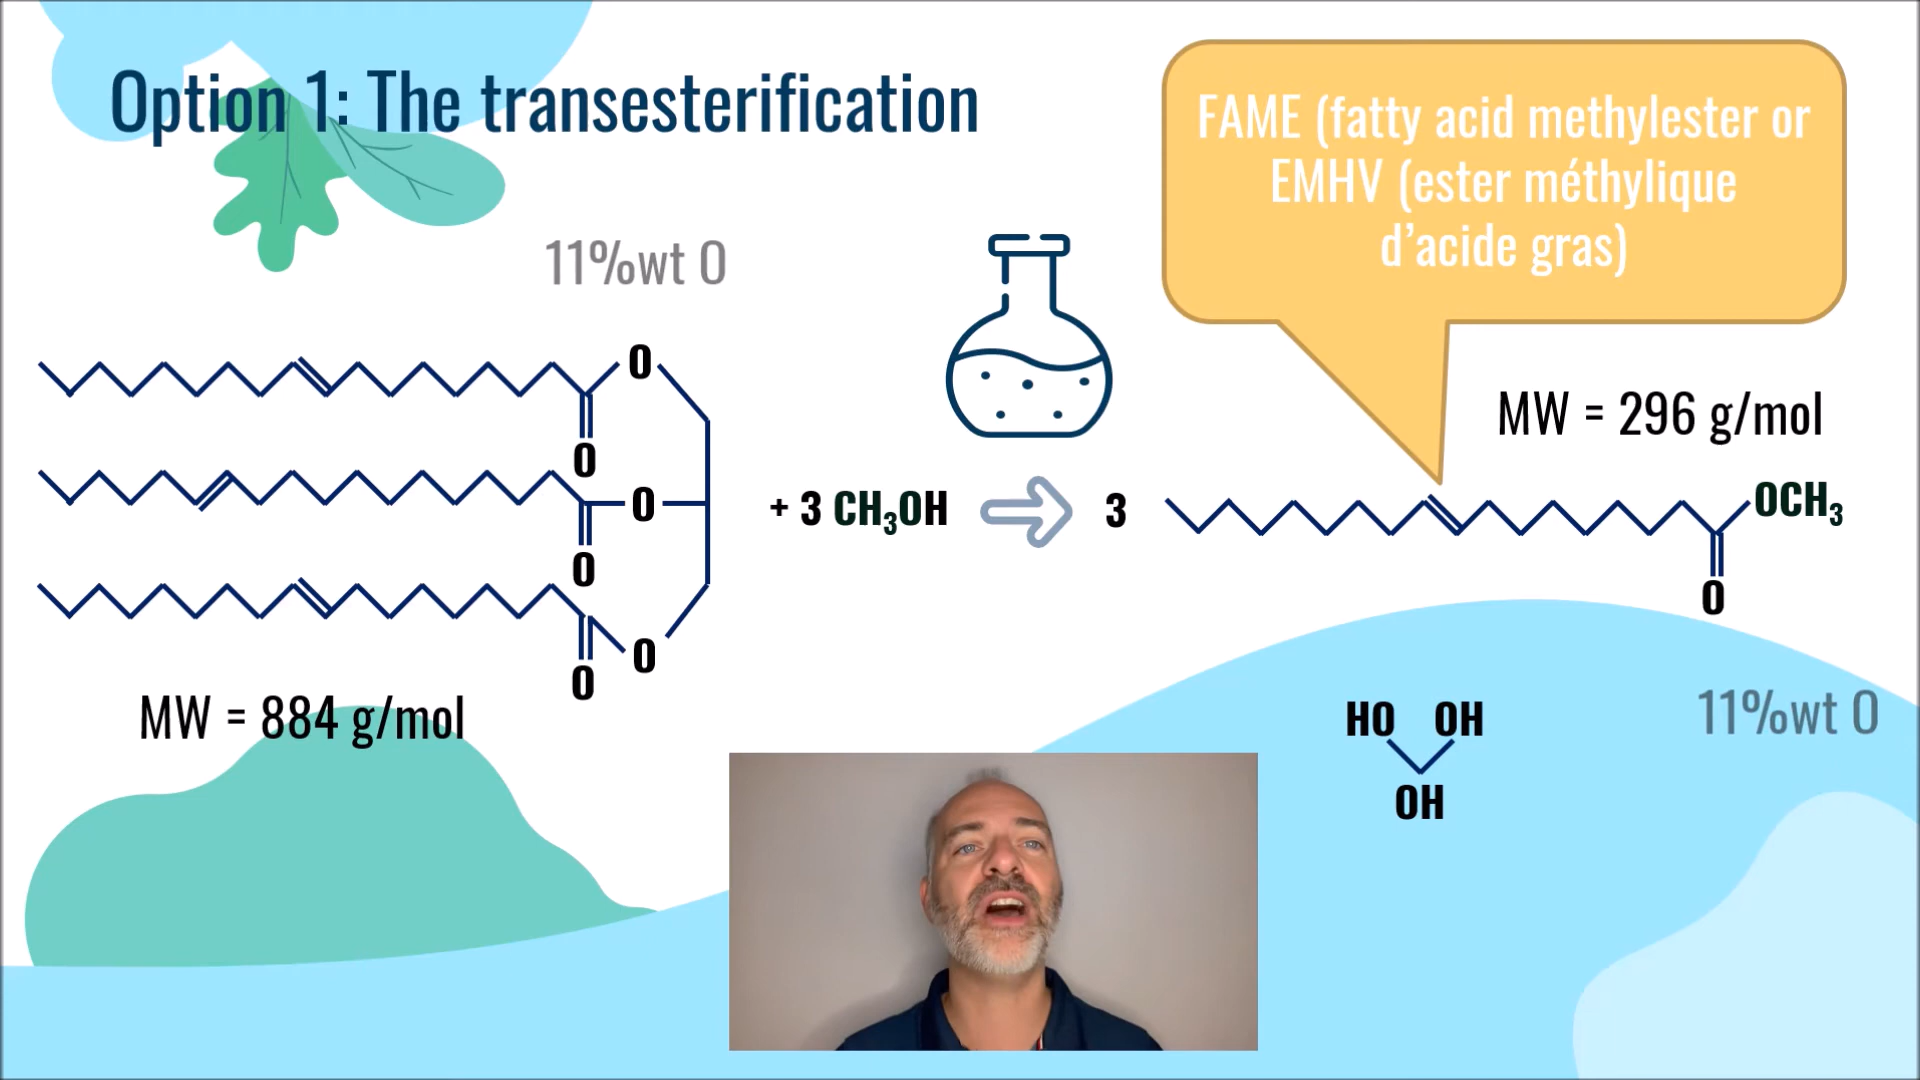 Option 1: The transesterification
FAME (fatty acid methylester or
EMHV (ester méthylique
d’acide gras)
11%wt O
MW = 296 g/mol
O
O
O
O
O
O
+ 3 CH₃OH
3
OCH₃
O
MW = 884 g/mol
HO OH
OH
11%wt O